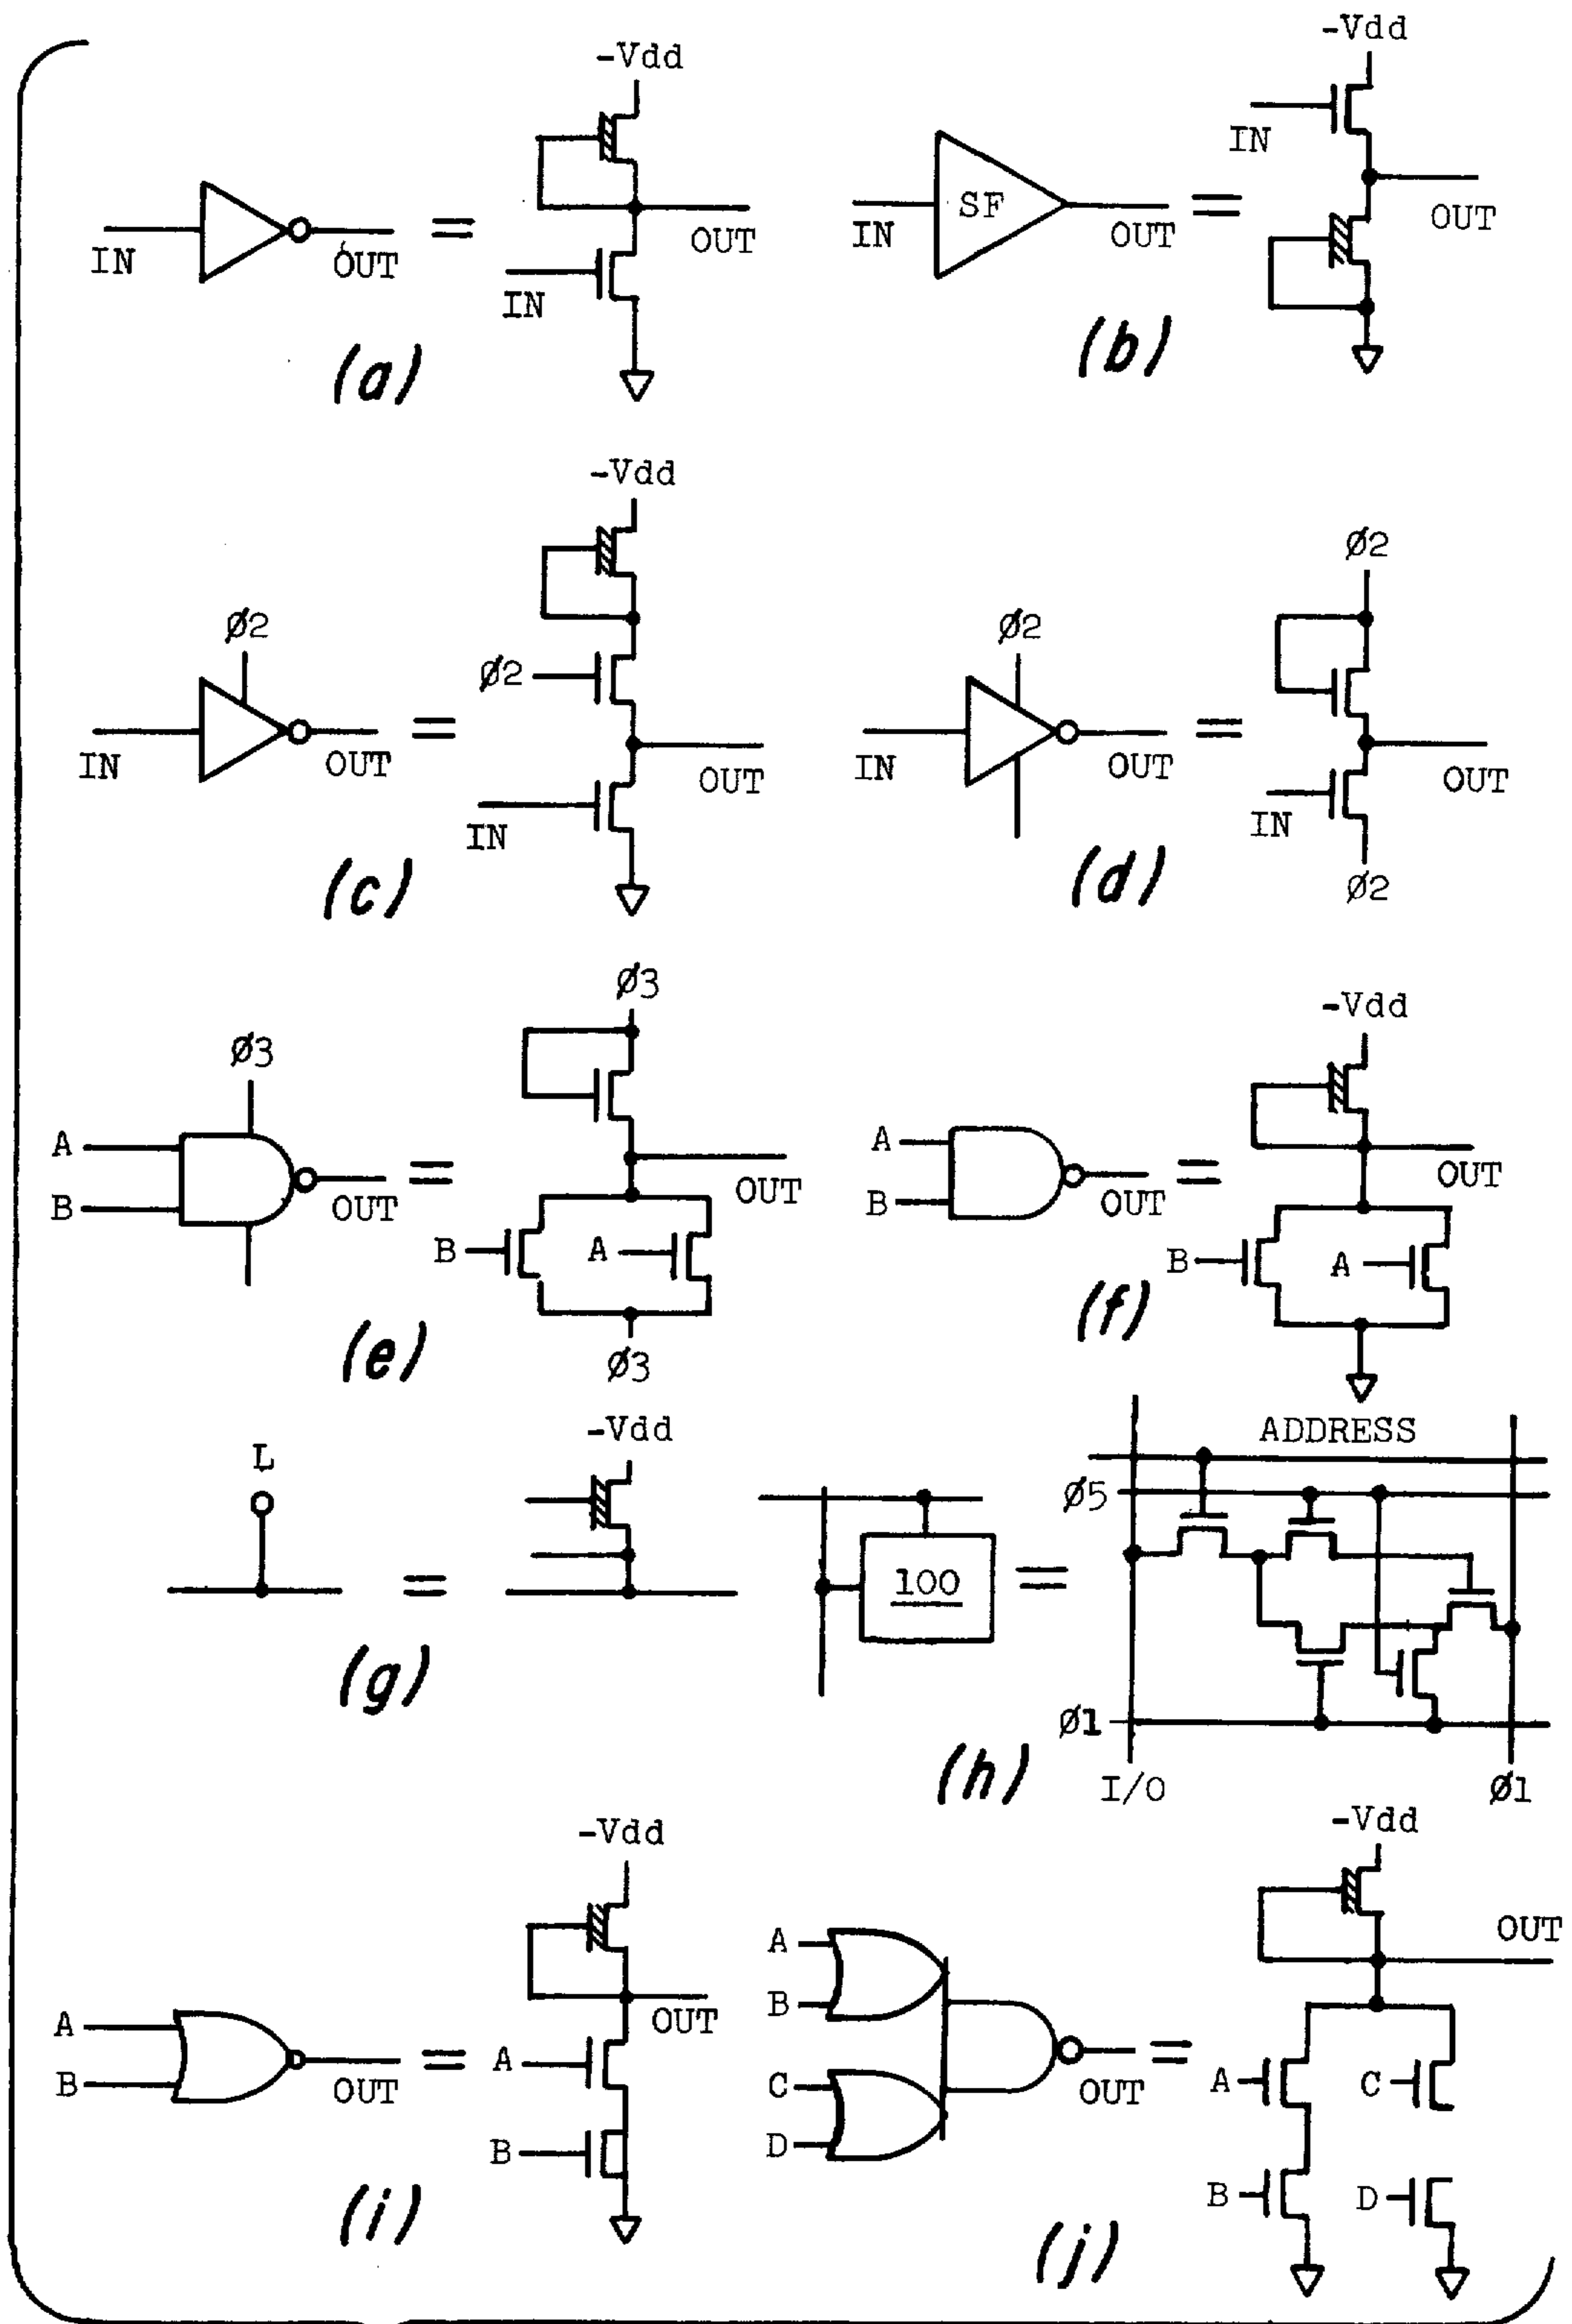 -Vdd
IN
OUT
=
OUT
IN
(a)
-Vdd
IN
SF
IN
OUT
=
OUT
(b)
-Vdd
Ø2
Ø2
IN
OUT
=
OUT
IN
(c)
Ø2
Ø2
IN
OUT
=
OUT
IN
Ø2
(d)
Ø3
Ø3
A
B
OUT
=
OUT
B
A
Ø3
(e)
-Vdd
A
B
OUT
=
OUT
B
A
(f)
L
=
-Vdd
(g)
100
=
ADDRESS
Ø5
Ø1
I/O
Ø1
(h)
-Vdd
A
B
OUT
=
OUT
A
B
(i)
-Vdd
A
B
C
D
OUT
=
OUT
A
C
B
D
(j)